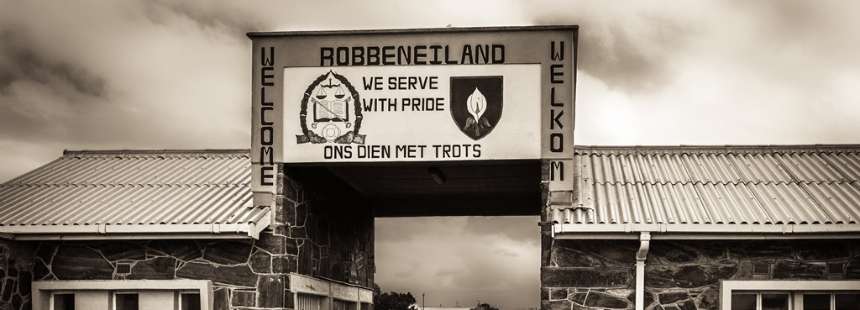 ROBBENEILAND
WELCOME
WE SERVE
WITH PRIDE
ONS DIEN MET TROTS
WELKOM